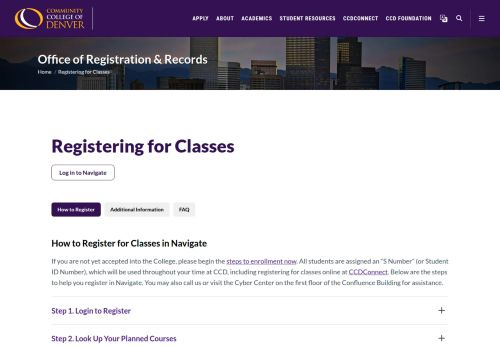 COMMUNITY
COLLEGE OF
DENVER
APPLY ABOUT ACADEMICS STUDENT RESOURCES CCDCONNECT CCD FOUNDATION
Office of Registration & Records
Home / Registering for Classes
Registering for Classes
Log in to Navigate
How to Register Additional Information FAQ
How to Register for Classes in Navigate
If you are not yet accepted into the College, please begin the steps to enrollment now. All students are assigned an "S Number" (or Student
ID Number), which will be used throughout your time at CCD, including registering for classes online at CCDConnect. Below are the steps
to help you register in Navigate. You may also call us or visit the Cyber Center on the first floor of the Confluence Building for assistance.
Step 1. Login to Register
Step 2. Look Up Your Planned Courses